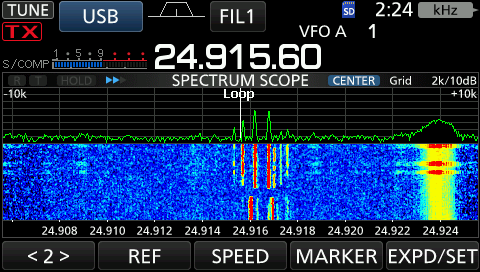 TUNE USB FIL1 SD 2:24 kHz
TX VFO A 1
1 5 9
S/COMP 24.915.60
R T HOLD SPECTRUM SCOPE CENTER Grid 2k/10dB
-10k Loop +10k
24.908 24.910 24.912 24.914 24.916 24.918 24.920 24.922 24.924
< 2 > REF SPEED MARKER EXPD/SET